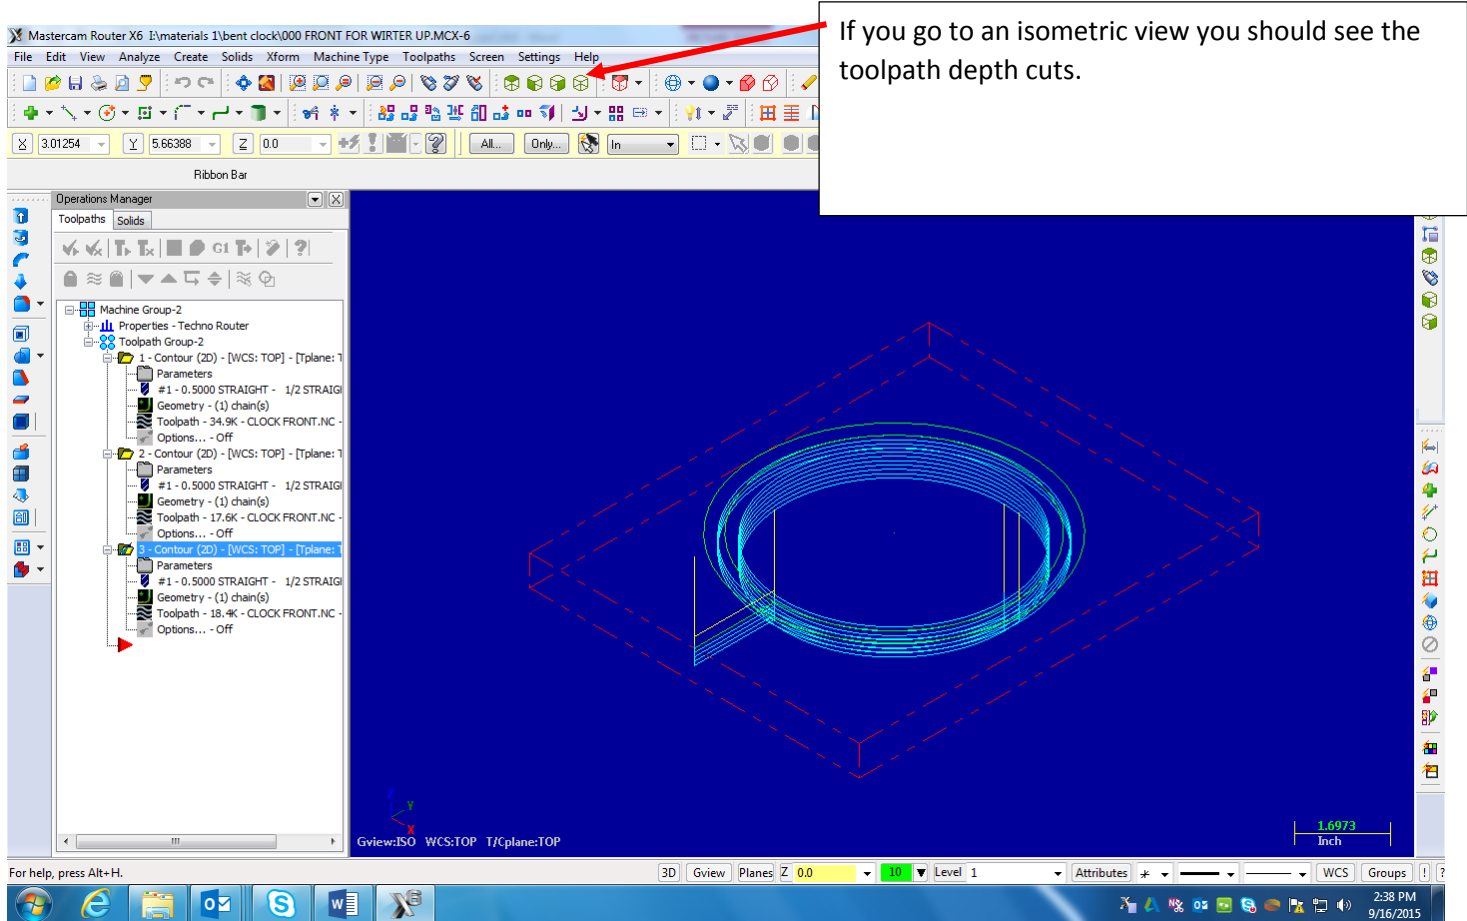 If you go to an isometric view you should see the
toolpath depth cuts.
Mastercam Router X6 I:\materials 1\bent clock\000 FRONT FOR WIRTER UP.MCX-6
File Edit View Analyze Create Solids Xform Machine Type Toolpaths Screen Settings Help
X 3.01254 Y 5.66388 Z 0.0 All... Only... In
Ribbon Bar
Operations Manager
Toolpaths Solids
G1
Machine Group-2
Properties - Techno Router
Toolpath Group-2
1 - Contour (2D) - [WCS: TOP] - [Tplane: T
Parameters
#1 - 0.5000 STRAIGHT - 1/2 STRAIG
Geometry - (1) chain(s)
Toolpath - 34.9K - CLOCK FRONT.NC -
Options... - Off
2 - Contour (2D) - [WCS: TOP] - [Tplane: T
Parameters
#1 - 0.5000 STRAIGHT - 1/2 STRAIG
Geometry - (1) chain(s)
Toolpath - 17.6K - CLOCK FRONT.NC -
Options... - Off
3 - Contour (2D) - [WCS: TOP] - [Tplane: T
Parameters
#1 - 0.5000 STRAIGHT - 1/2 STRAIG
Geometry - (1) chain(s)
Toolpath - 18.4K - CLOCK FRONT.NC -
Options... - Off
Z
Y
X
Gview:ISO WCS:TOP T/Cplane:TOP
1.6973
Inch
For help, press Alt+H.
3D Gview Planes Z 0.0 10 Level 1 Attributes WCS Groups ! ?
2:38 PM
9/16/2015